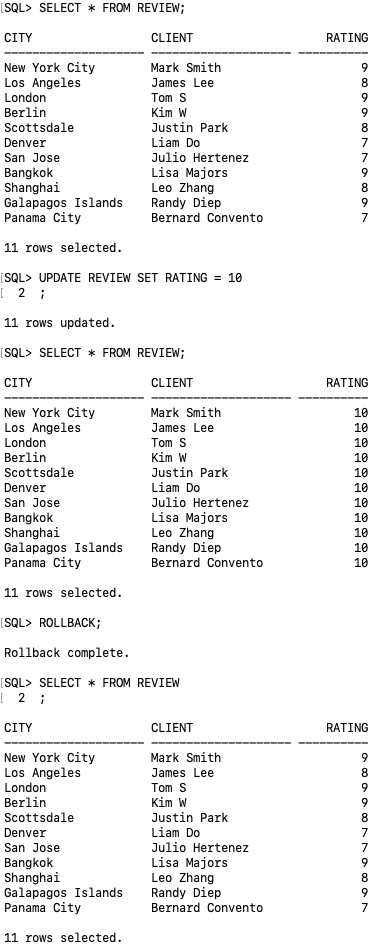 [SQL> SELECT * FROM REVIEW;
CITY CLIENT RATING
-------------------- -------------------- ----------
New York City Mark Smith 9
Los Angeles James Lee 8
London Tom S 9
Berlin Kim W 9
Scottsdale Justin Park 8
Denver Liam Do 7
San Jose Julio Hertenez 7
Bangkok Lisa Majors 9
Shanghai Leo Zhang 8
Galapagos Islands Randy Diep 9
Panama City Bernard Convento 7
11 rows selected.
[SQL> UPDATE REVIEW SET RATING = 10
[ 2 ;
11 rows updated.
[SQL> SELECT * FROM REVIEW;
CITY CLIENT RATING
-------------------- -------------------- ----------
New York City Mark Smith 10
Los Angeles James Lee 10
London Tom S 10
Berlin Kim W 10
Scottsdale Justin Park 10
Denver Liam Do 10
San Jose Julio Hertenez 10
Bangkok Lisa Majors 10
Shanghai Leo Zhang 10
Galapagos Islands Randy Diep 10
Panama City Bernard Convento 10
11 rows selected.
[SQL> ROLLBACK;
Rollback complete.
[SQL> SELECT * FROM REVIEW
[ 2 ;
CITY CLIENT RATING
-------------------- -------------------- ----------
New York City Mark Smith 9
Los Angeles James Lee 8
London Tom S 9
Berlin Kim W 9
Scottsdale Justin Park 8
Denver Liam Do 7
San Jose Julio Hertenez 7
Bangkok Lisa Majors 9
Shanghai Leo Zhang 8
Galapagos Islands Randy Diep 9
Panama City Bernard Convento 7
11 rows selected.